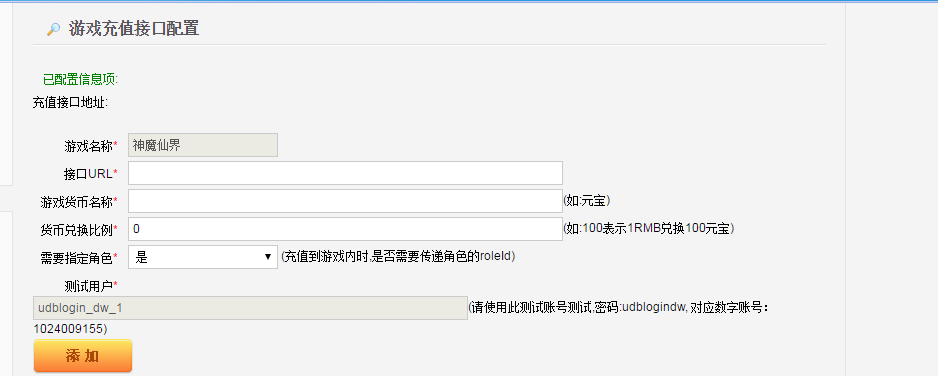 游戏充值接口配置
已配置信息项:
充值接口地址:
游戏名称* 神魔仙界
接口URL*
游戏货币名称* (如:元宝)
货币兑换比例* 0 (如:100表示1RMB兑换100元宝)
需要指定角色* 是 (充值到游戏内时,是否需要传递角色的roleId)
测试用户*
udblogin_dw_1 (请使用此测试账号测试,密码:udblogindw, 对应数字账号：
1024009155)
添 加